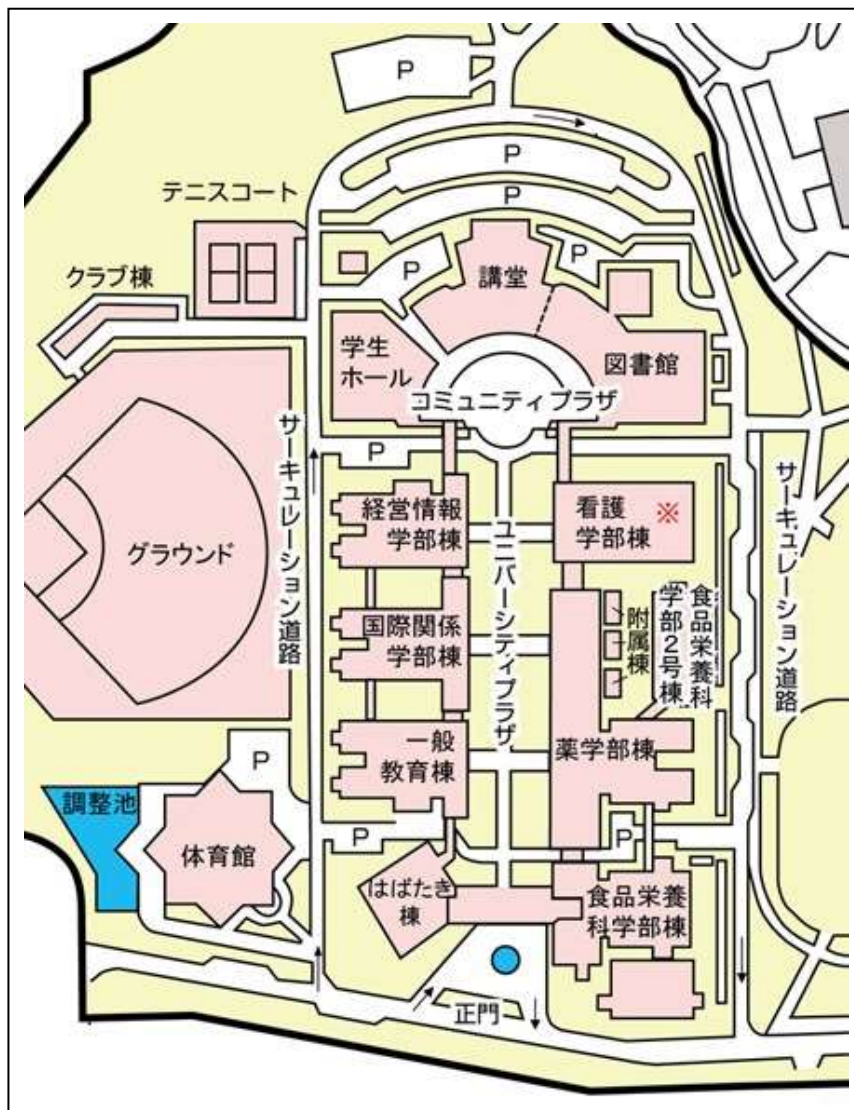 P
P
テニスコート
P
P
P
講堂
クラブ棟
学生
ホール
図書館
コミュニティプラザ
サーキュレーション道路
P
経営情報
学部棟
ユニバーシティプラザ
看護
学部棟
※
サーキュレーション道路
グラウンド
国際関係
学部棟
附属棟
食品栄養科
学部2号棟
一般
教育棟
薬学部棟
P
調整池
体育館
P
P
はばたき
棟
食品栄養
科学部棟
正門